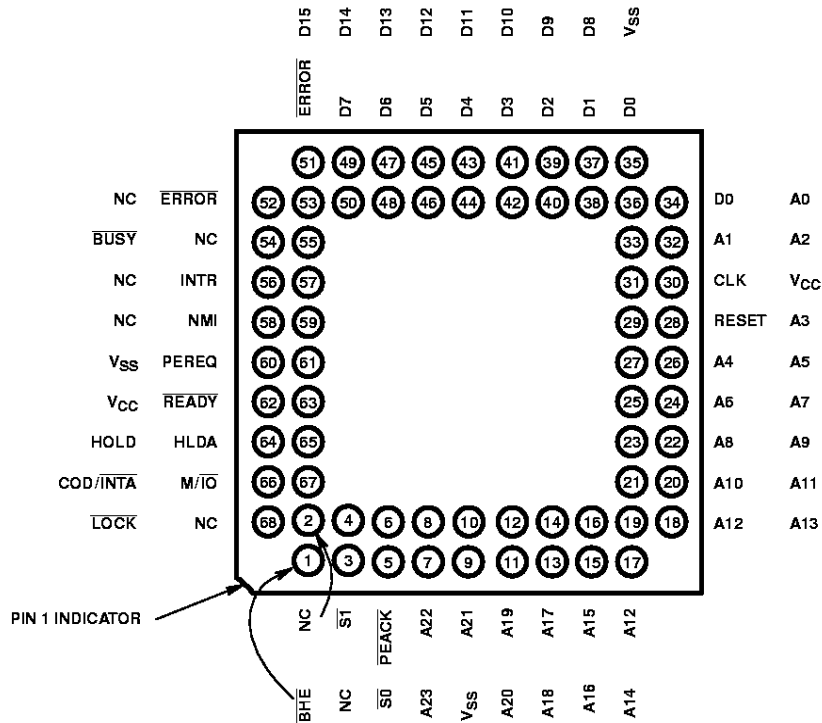 D15 D14 D13 D12 D11 D10 D9 D8 VSS
ERROR D7 D6 D5 D4 D3 D2 D1 D0
51 49 47 45 43 41 39 37 35
NC ERROR 52 53 50 48 46 44 42 40 38 36 34 D0 A0
BUSY NC 54 55 33 32 A1 A2
NC INTR 56 57 31 30 CLK VCC
NC NMI 58 59 29 28 RESET A3
VSS PEREQ 60 61 27 26 A4 A5
VCC READY 62 63 25 24 A6 A7
HOLD HLDA 64 65 23 22 A8 A9
COD/INTA M/IO 66 67 21 20 A10 A11
LOCK NC 68 2 4 6 8 10 12 14 16 19 18 A12 A13
1 3 5 7 9 11 13 15 17
PIN 1 INDICATOR
NC S1 PEACK A22 A21 A19 A17 A15 A12
BHE NC S0 A23 VSS A20 A18 A16 A14